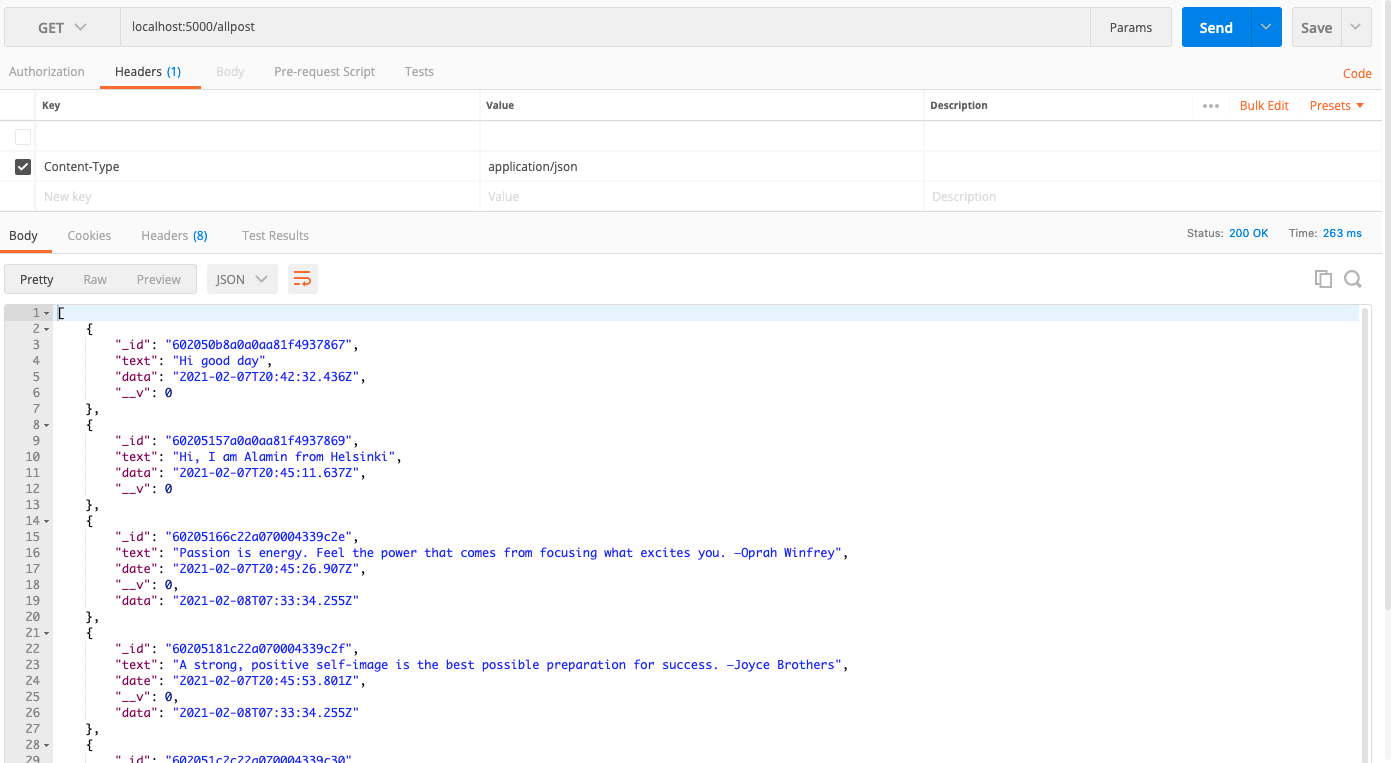 GET localhost:5000/allpost Params Send Save
Authorization Headers (1) Body Pre-request Script Tests Code
Key Value Description ••• Bulk Edit Presets
Content-Type application/json
New key Value Description
Body Cookies Headers (8) Test Results Status: 200 OK Time: 263 ms
Pretty Raw Preview JSON
1 [
2 {
3 "_id": "602050b8a0a0aa81f4937867",
4 "text": "Hi good day",
5 "data": "2021-02-07T20:42:32.436Z",
6 "__v": 0
7 },
8 {
9 "_id": "60205157a0a0aa81f4937869",
10 "text": "Hi, I am Alamin from Helsinki",
11 "data": "2021-02-07T20:45:11.637Z",
12 "__v": 0
13 },
14 {
15 "_id": "60205166c22a070004339c2e",
16 "text": "Passion is energy. Feel the power that comes from focusing what excites you. –Oprah Winfrey",
17 "date": "2021-02-07T20:45:26.907Z",
18 "__v": 0,
19 "data": "2021-02-08T07:33:34.255Z"
20 },
21 {
22 "_id": "60205181c22a070004339c2f",
23 "text": "A strong, positive self-image is the best possible preparation for success. –Joyce Brothers",
24 "date": "2021-02-07T20:45:53.801Z",
25 "__v": 0,
26 "data": "2021-02-08T07:33:34.255Z"
27 },
28 {
29 "_id": "602051c2c22a070004339c30",